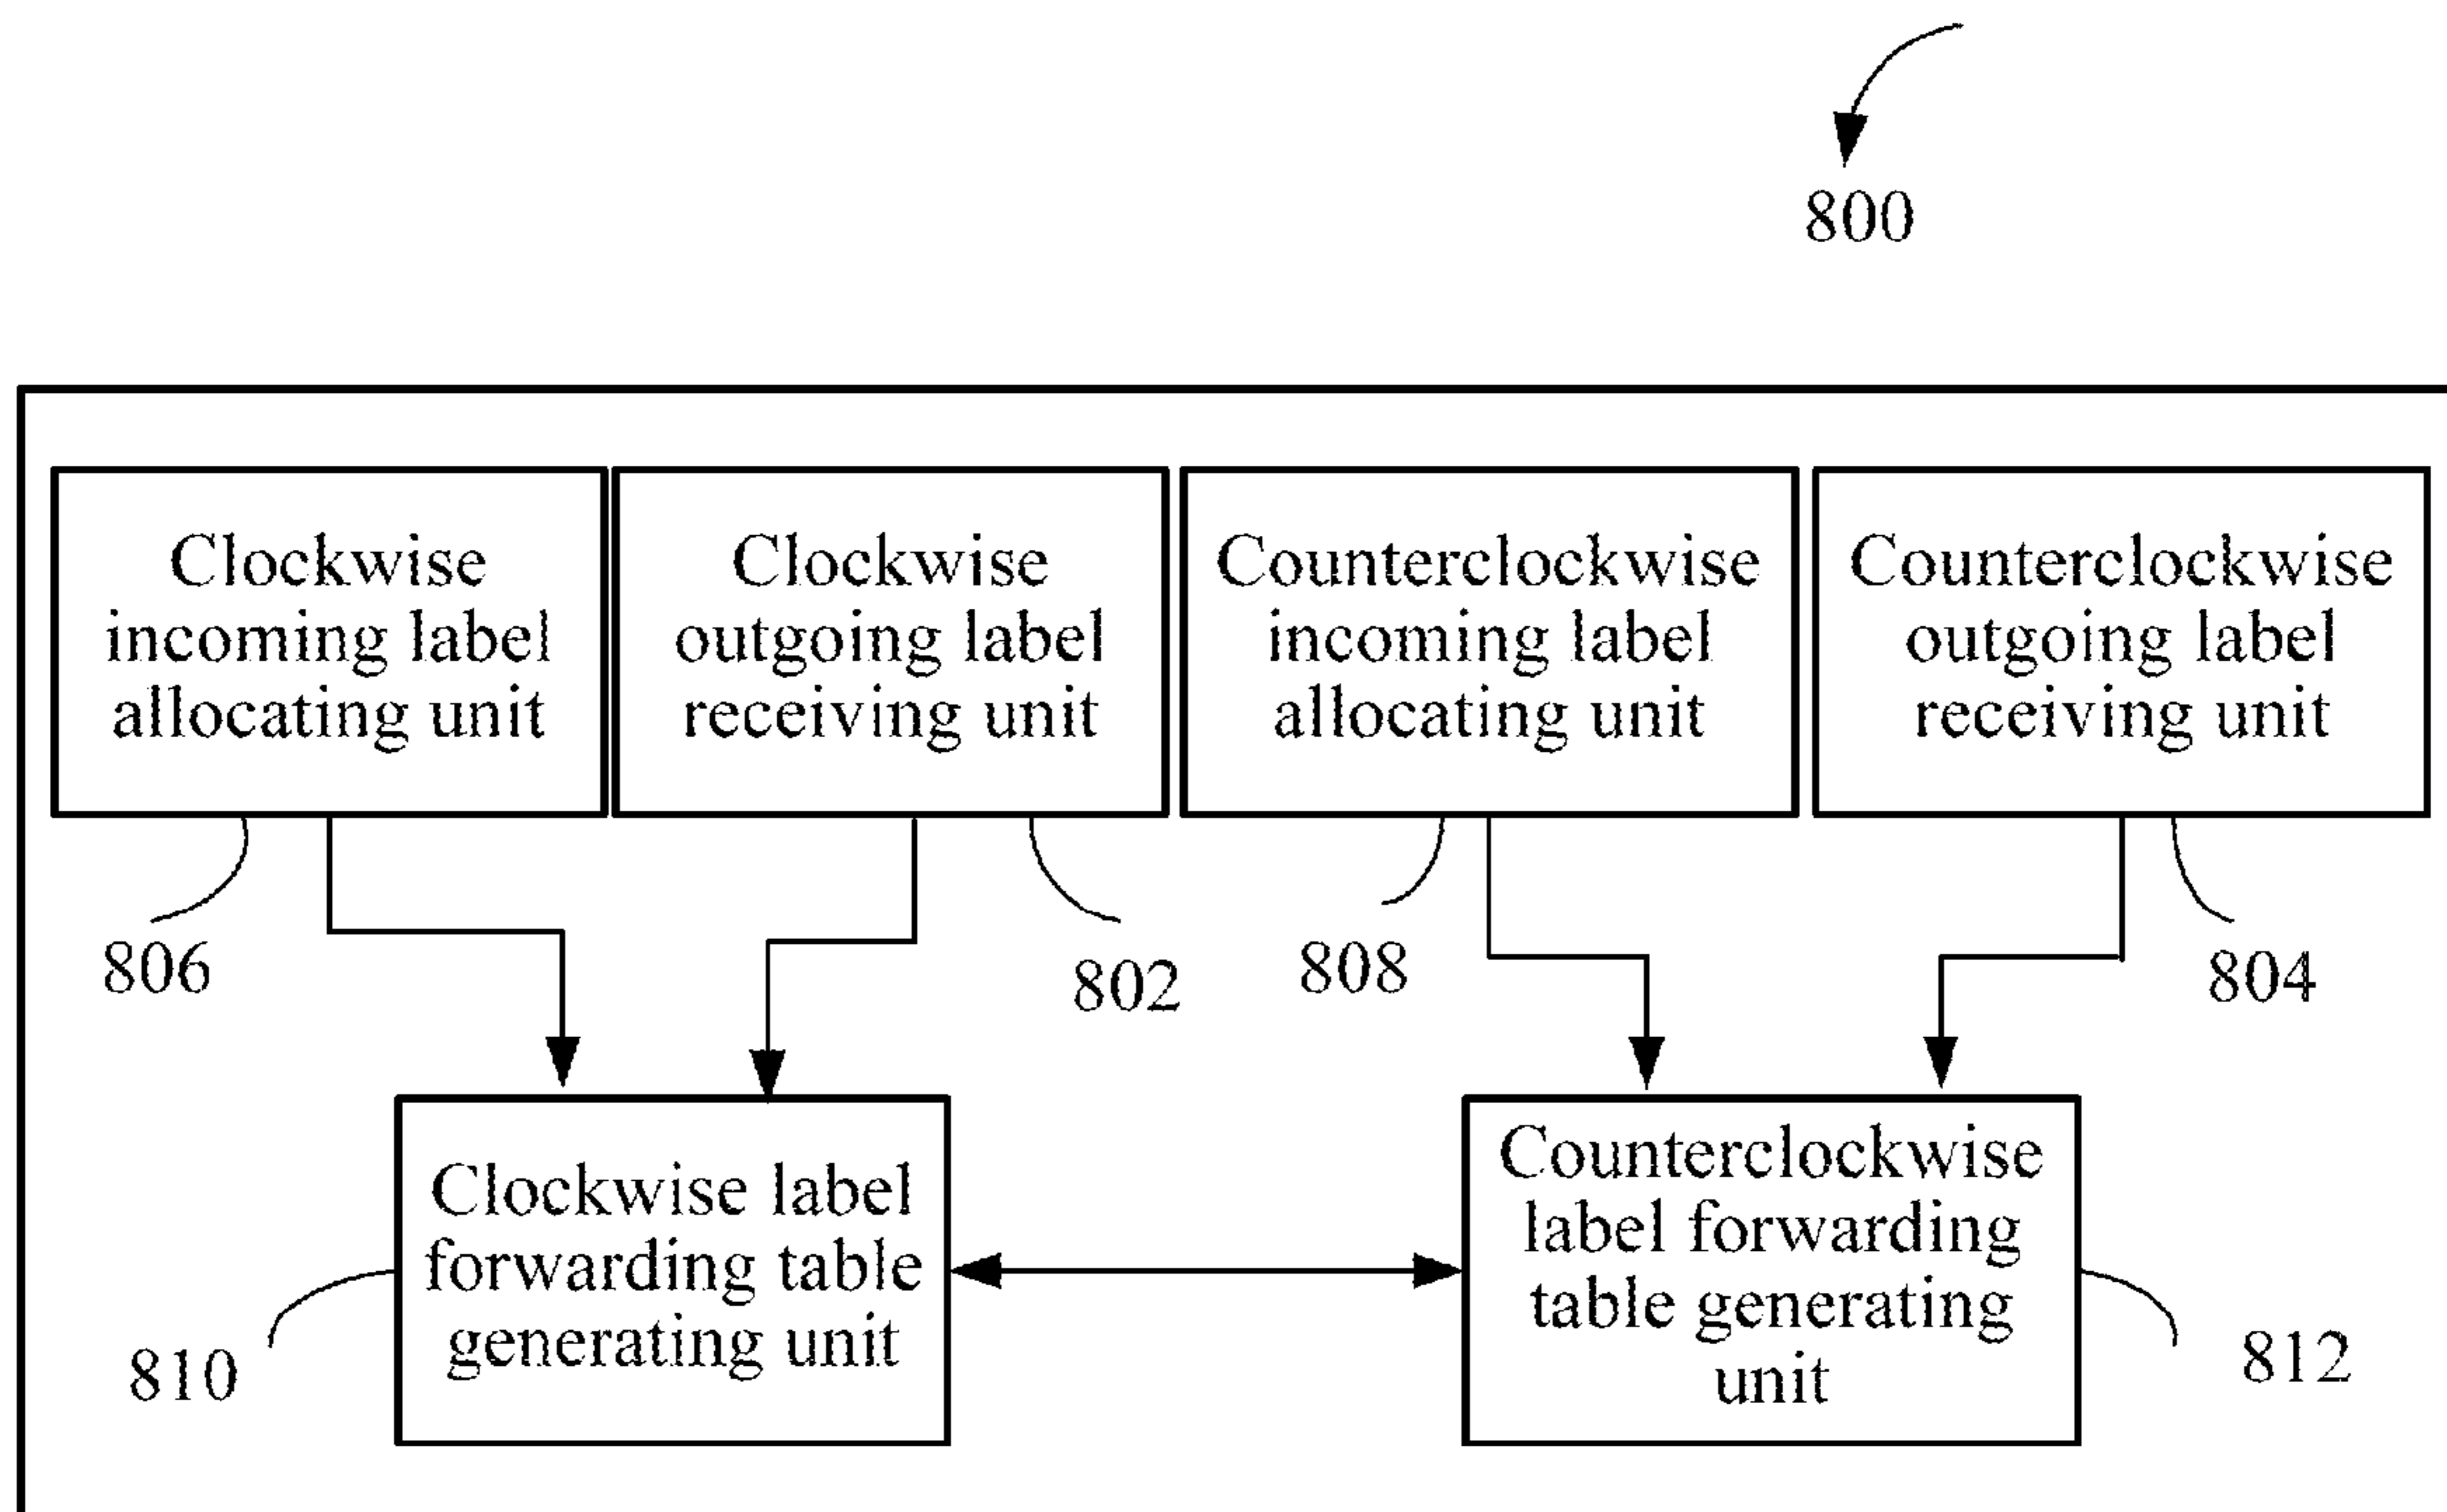 800
Clockwise
incoming label
allocating unit
Clockwise
outgoing label
receiving unit
Counterclockwise
incoming label
allocating unit
Counterclockwise
outgoing label
receiving unit
806
802
808
804
Clockwise label
forwarding table
generating unit
Counterclockwise
label forwarding
table generating
unit
810
812